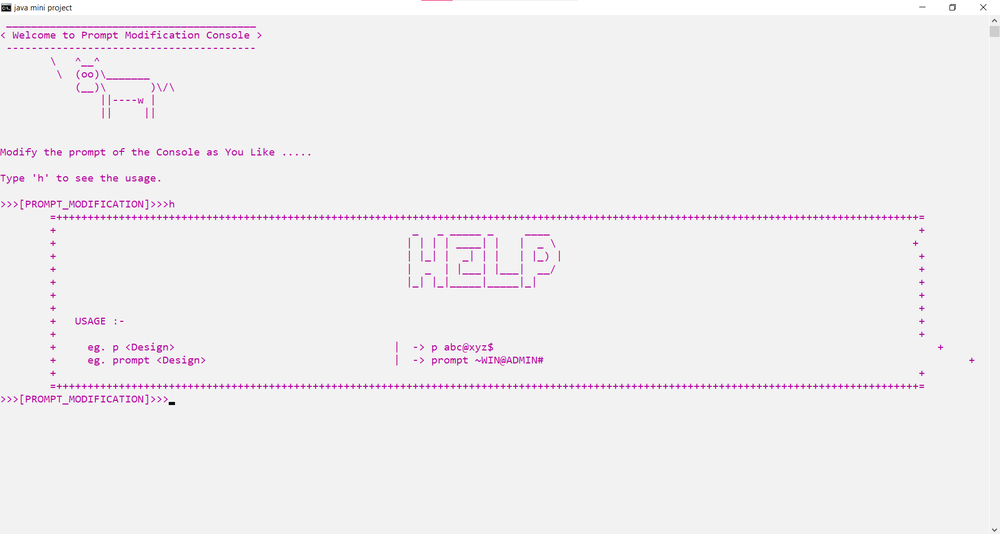 java mini project
 ________________________________________
< Welcome to Prompt Modification Console >
 ----------------------------------------
        \   ^__^
         \  (oo)\_______
            (__)\       )\/\
                ||----w |
                ||     ||
Modify the prompt of the Console as You Like .....
Type 'h' to see the usage.
>>>[PROMPT_MODIFICATION]>>>h
HELP
USAGE :-
eg. p <Design> | -> p abc@xyz$
eg. prompt <Design> | -> prompt ~WIN@ADMIN#
>>>[PROMPT_MODIFICATION]>>>